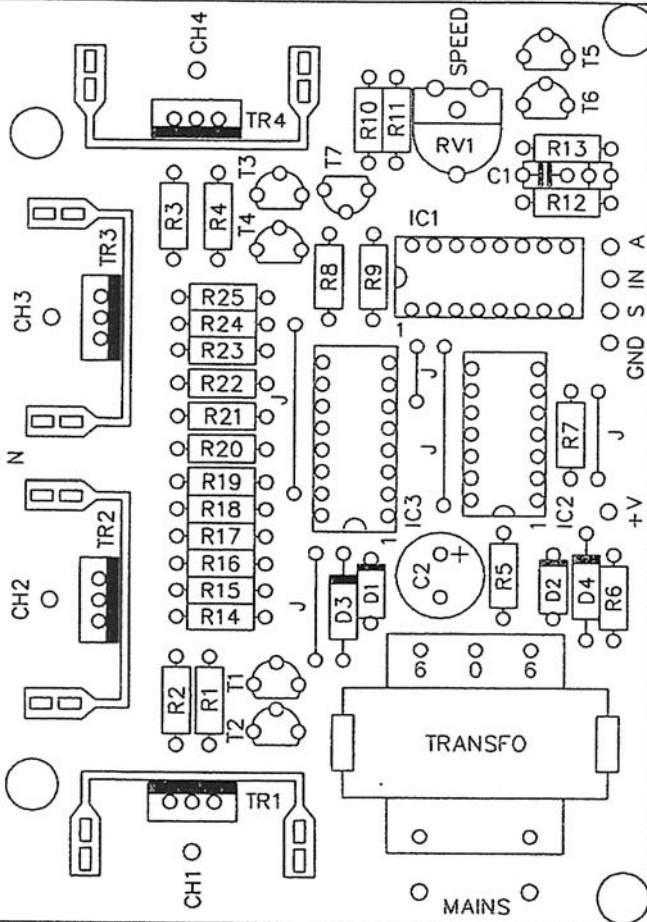 CH4
SPEED
T5
T6
TR4
R10
R11
RV1
T3
T7
R13
C1
R12
R3
R4
T4
IC1
TR3
CH3
R8
R9
A
IN
S
GND
R25
R24
R23
R22
R21
R20
R19
R18
R17
R16
R15
R14
J
1
J
J
R7
J
N
IC3
1
IC2
1
+V
TR2
CH2
C2
+
R5
D3
D1
J
D2
D4
R6
R2
R1
T1
T2
6 0 6
TRANSFO
TR1
CH1
MAINS